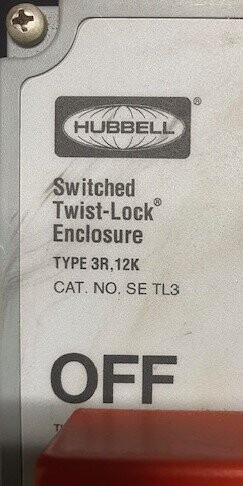 HUBBELL®
Switched
Twist-Lock®
Enclosure
TYPE 3R,12K
CAT. NO. SE TL3
OFF